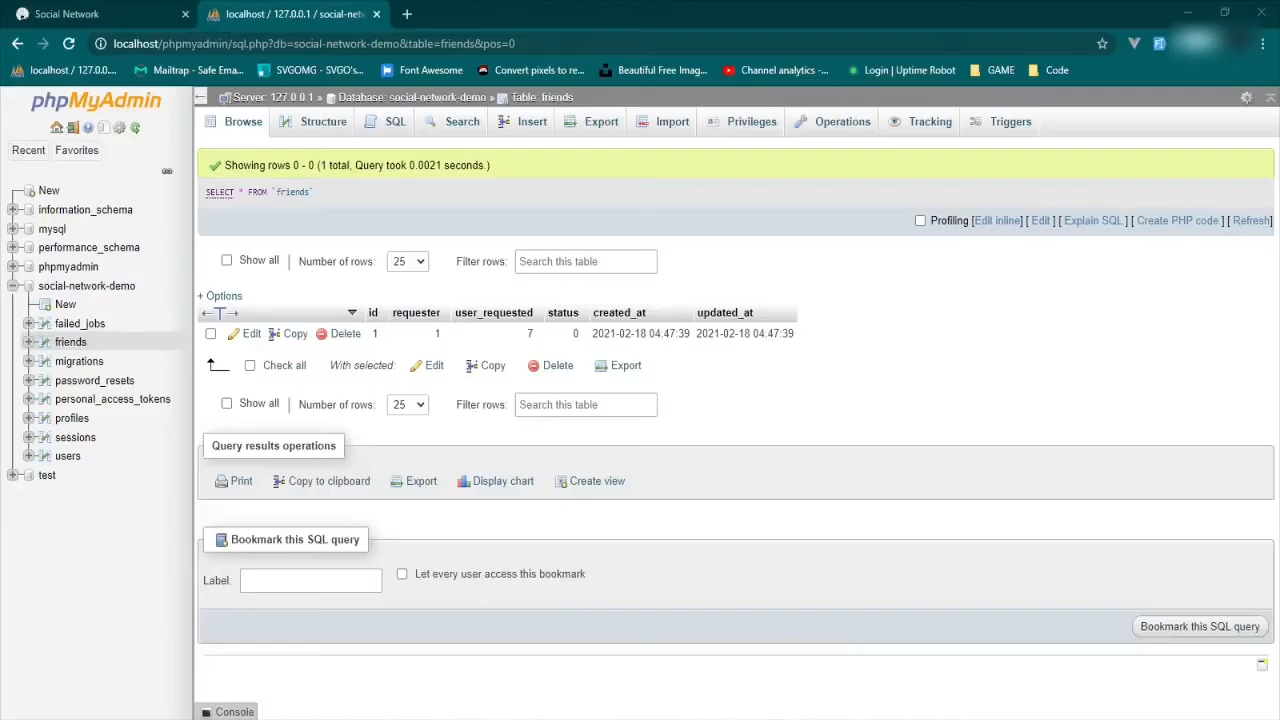 Social Network
localhost / 127.0.0.1 / social-netw
localhost/phpmyadmin/sql.php?db=social-network-demo&table=friends&pos=0
localhost / 127.0.0.... Mailtrap - Safe Ema... SVGOMG - SVGO's... Font Awesome Convert pixels to re... Beautiful Free Imag... Channel analytics -... Login | Uptime Robot GAME Code
phpMyAdmin
Recent Favorites
New
information_schema
mysql
performance_schema
phpmyadmin
social-network-demo
New
failed_jobs
friends
migrations
password_resets
personal_access_tokens
profiles
sessions
users
test
Server: 127.0.0.1 » Database: social-network-demo » Table: friends
Browse Structure SQL Search Insert Export Import Privileges Operations Tracking Triggers
Showing rows 0 - 0 (1 total, Query took 0.0021 seconds.)
SELECT * FROM `friends`
Profiling [Edit inline] [ Edit ] [ Explain SQL ] [ Create PHP code ] [ Refresh]
Show all | Number of rows: 25 Filter rows: Search this table
+ Options
←T→ id requester user_requested status created_at updated_at
Edit Copy Delete 1 1 7 0 2021-02-18 04:47:39 2021-02-18 04:47:39
Check all With selected: Edit Copy Delete Export
Show all | Number of rows: 25 Filter rows: Search this table
Query results operations
Print Copy to clipboard Export Display chart Create view
Bookmark this SQL query
Label: Let every user access this bookmark
Bookmark this SQL query
Console